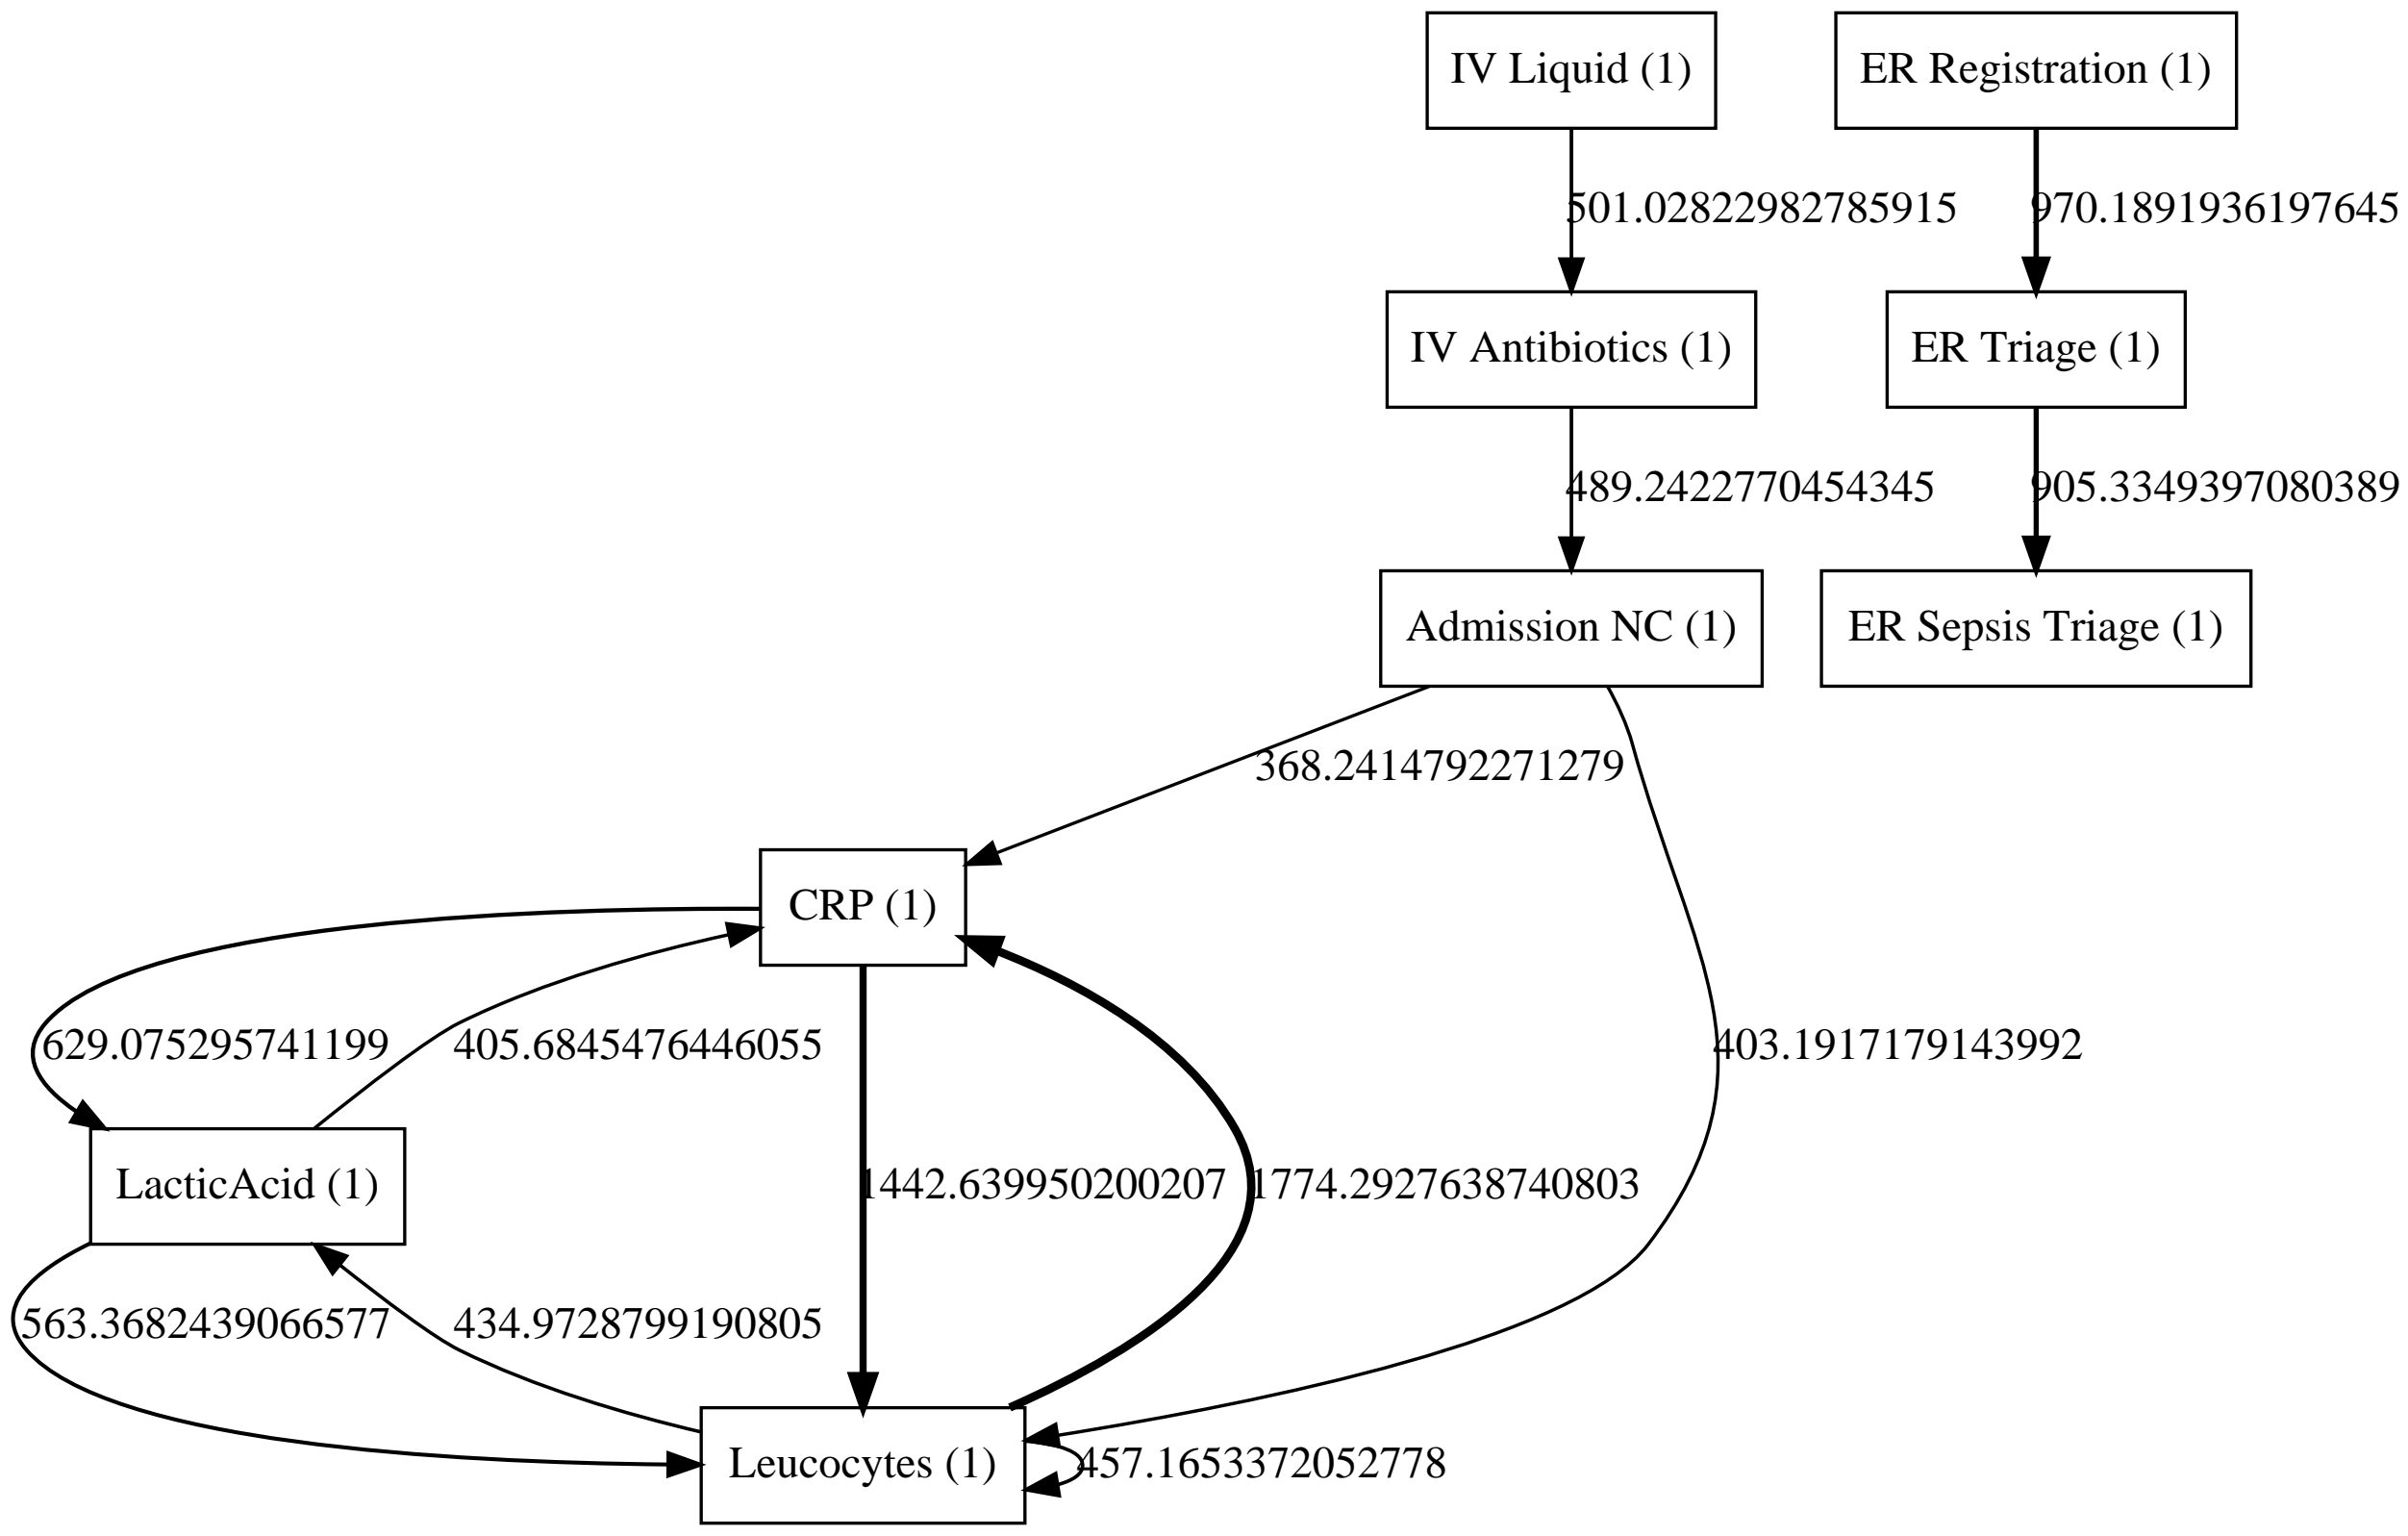 IV Liquid (1)
ER Registration (1)
501.02822982785915
970.1891936197645
IV Antibiotics (1)
ER Triage (1)
489.2422770454345
905.3349397080389
Admission NC (1)
ER Sepsis Triage (1)
368.2414792271279
CRP (1)
629.075295741199
405.6845476446055
403.1917179143992
LacticAcid (1)
1442.639950200207
1774.2927638740803
563.3682439066577
434.9728799190805
Leucocytes (1)
457.1653372052778